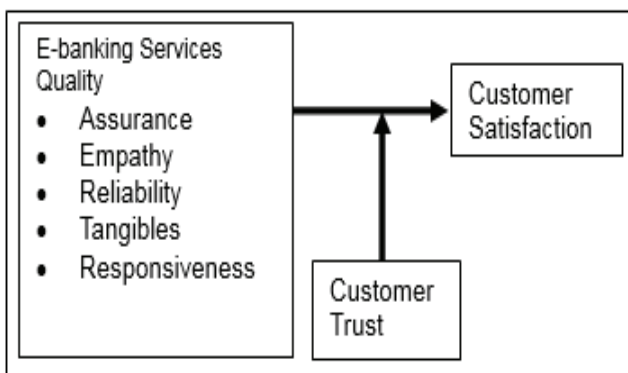 E-banking Services
Quality
• Assurance
• Empathy
• Reliability
• Tangibles
• Responsiveness
Customer
Satisfaction
Customer
Trust